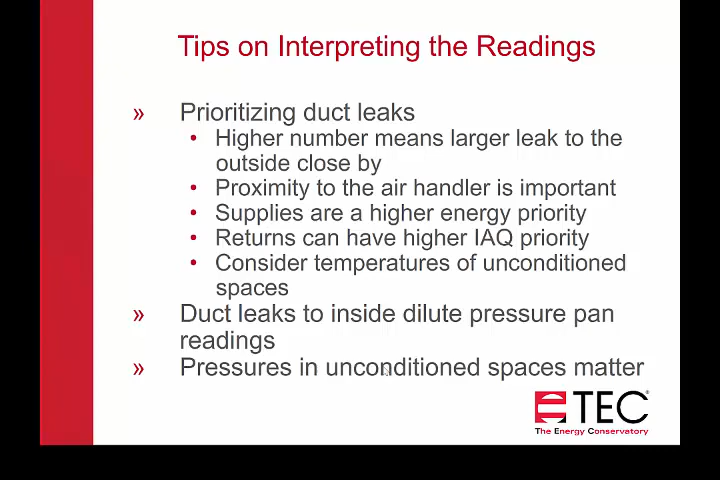 Tips on Interpreting the Readings
» Prioritizing duct leaks
• Higher number means larger leak to the
outside close by
• Proximity to the air handler is important
• Supplies are a higher energy priority
• Returns can have higher IAQ priority
• Consider temperatures of unconditioned
spaces
» Duct leaks to inside dilute pressure pan
readings
» Pressures in unconditioned spaces matter
TEC®
The Energy Conservatory